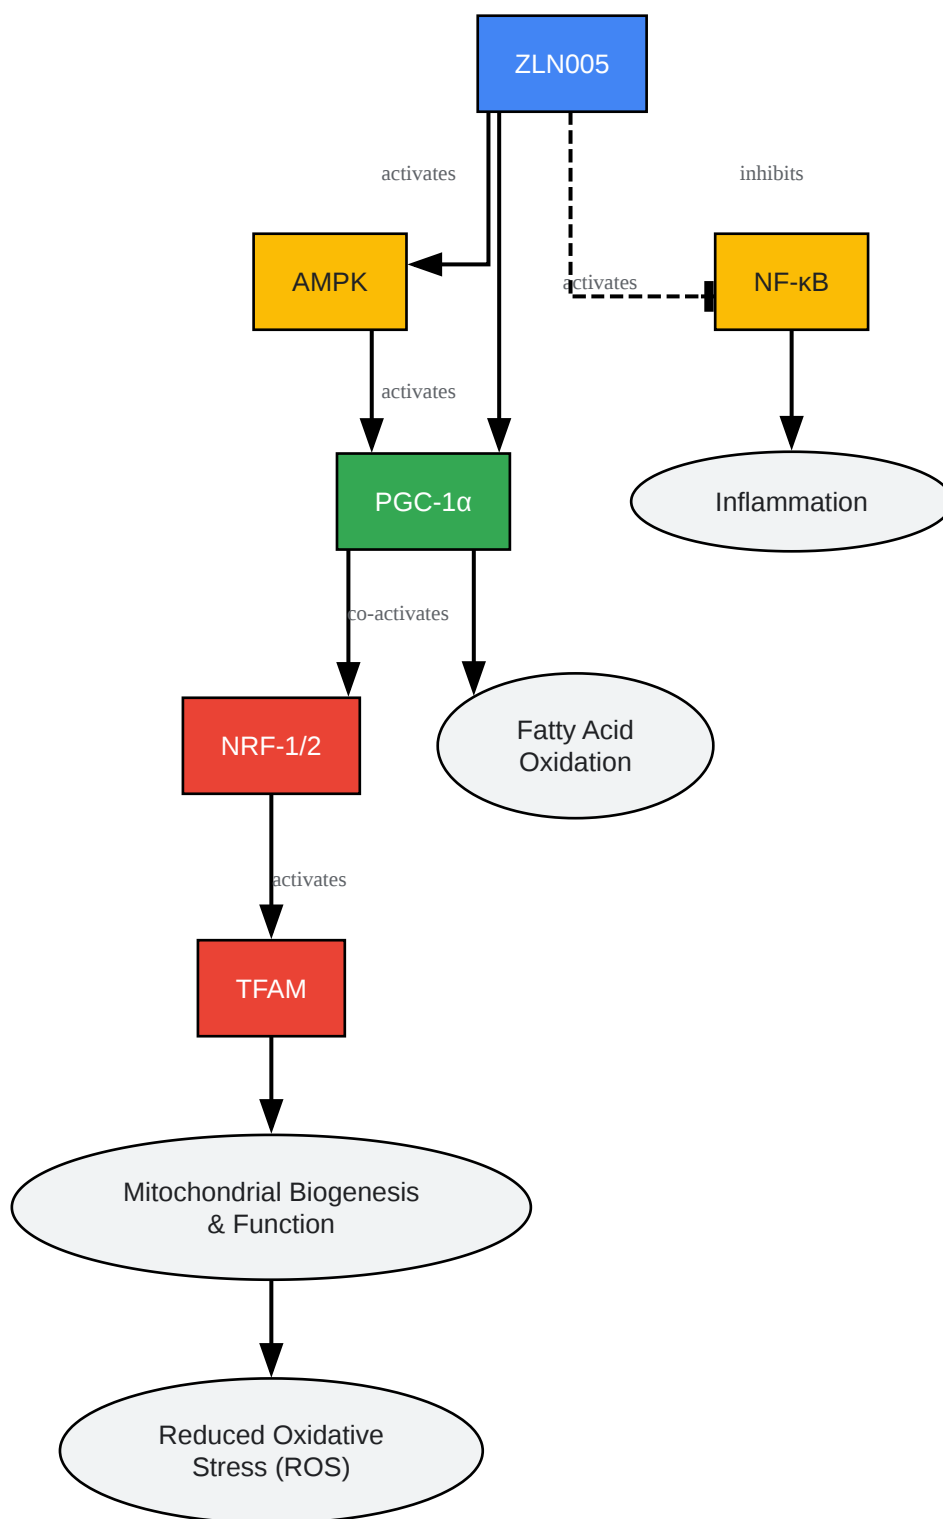 ZLN005
activates
inhibits
AMPK
activates
NF-κB
activates
PGC-1α
Inflammation
co-activates
NRF-1/2
Fatty Acid
Oxidation
activates
TFAM
Mitochondrial Biogenesis
& Function
Reduced Oxidative
Stress (ROS)